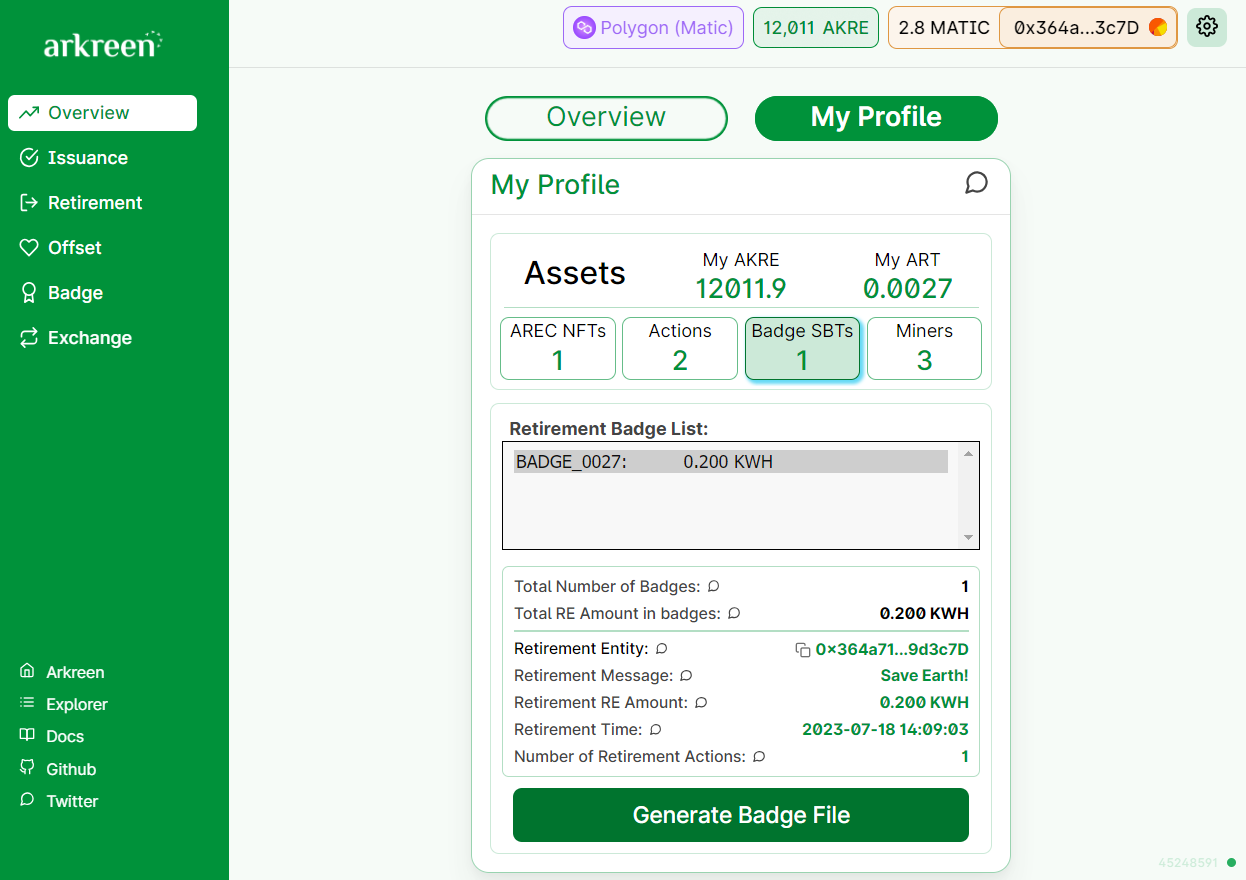 arkreen
Polygon (Matic)
12,011 AKRE
2.8 MATIC
0x364a...3c7D
Overview
Issuance
Retirement
Offset
Badge
Exchange
Arkreen
Explorer
Docs
Github
Twitter
Overview
My Profile
My Profile
Assets
My AKRE
12011.9
My ART
0.0027
AREC NFTs
1
Actions
2
Badge SBTs
1
Miners
3
Retirement Badge List:
BADGE_0027: 0.200 KWH
Total Number of Badges: 1
Total RE Amount in badges: 0.200 KWH
Retirement Entity: 0×364a71...9d3c7D
Retirement Message: Save Earth!
Retirement RE Amount: 0.200 KWH
Retirement Time: 2023-07-18 14:09:03
Number of Retirement Actions: 1
Generate Badge File
45248591